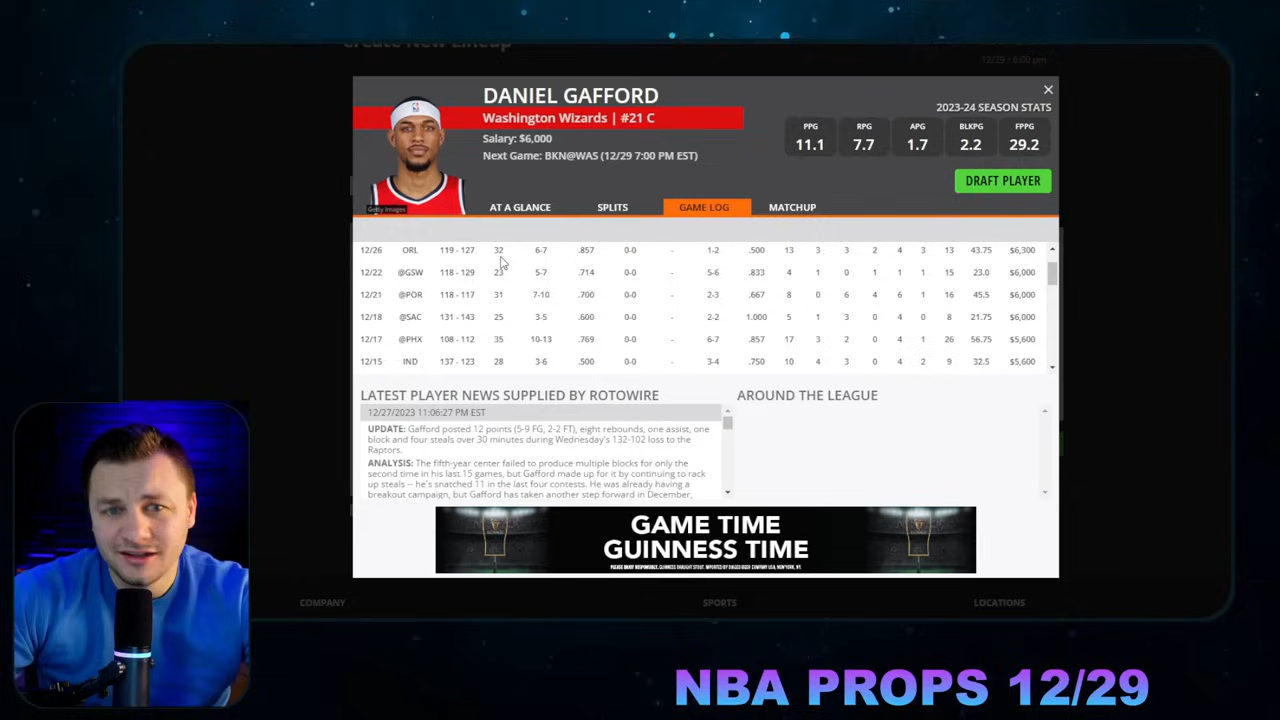 Create New Lineup
12/29 • 6:00 pm
DANIEL GAFFORD
Washington Wizards | #21 C
Salary: $6,000
Next Game: BKN@WAS (12/29 7:00 PM EST)
2023-24 SEASON STATS
PPG RPG APG BLKPG FPPG
11.1 7.7 1.7 2.2 29.2
DRAFT PLAYER
Getty Images
AT A GLANCE SPLITS GAME LOG MATCHUP
12/26 ORL 119 - 127 32 6-7 .857 0-0 - 1-2 .500 13 3 3 2 4 3 13 43.75 $6,300
12/22 @GSW 118 - 129 23 5-7 .714 0-0 - 5-6 .833 4 1 0 1 1 1 15 23.0 $6,000
12/21 @POR 118 - 117 31 7-10 .700 0-0 - 2-3 .667 8 0 6 4 6 1 16 45.5 $6,000
12/18 @SAC 131 - 143 25 3-5 .600 0-0 - 2-2 1.000 5 1 3 0 4 0 8 21.75 $6,000
12/17 @PHX 108 - 112 35 10-13 .769 0-0 - 6-7 .857 17 3 2 0 4 1 26 56.75 $5,600
12/15 IND 137 - 123 28 3-6 .500 0-0 - 3-4 .750 10 4 3 0 4 2 9 32.5 $5,600
LATEST PLAYER NEWS SUPPLIED BY ROTOWIRE
12/27/2023 11:06:27 PM EST
UPDATE: Gafford posted 12 points (5-9 FG, 2-2 FT), eight rebounds, one assist, one
block and four steals over 30 minutes during Wednesday's 132-102 loss to the
Raptors.
ANALYSIS: The fifth-year center failed to produce multiple blocks for only the
second time in his last 15 games, but Gafford made up for it by continuing to rack
up steals -- he's snatched 11 in the last four contests. He was already having a
breakout campaign, but Gafford has taken another step forward in December,
AROUND THE LEAGUE
GAME TIME
GUINNESS TIME
COMPANY SPORTS LOCATIONS
NBA PROPS 12/29